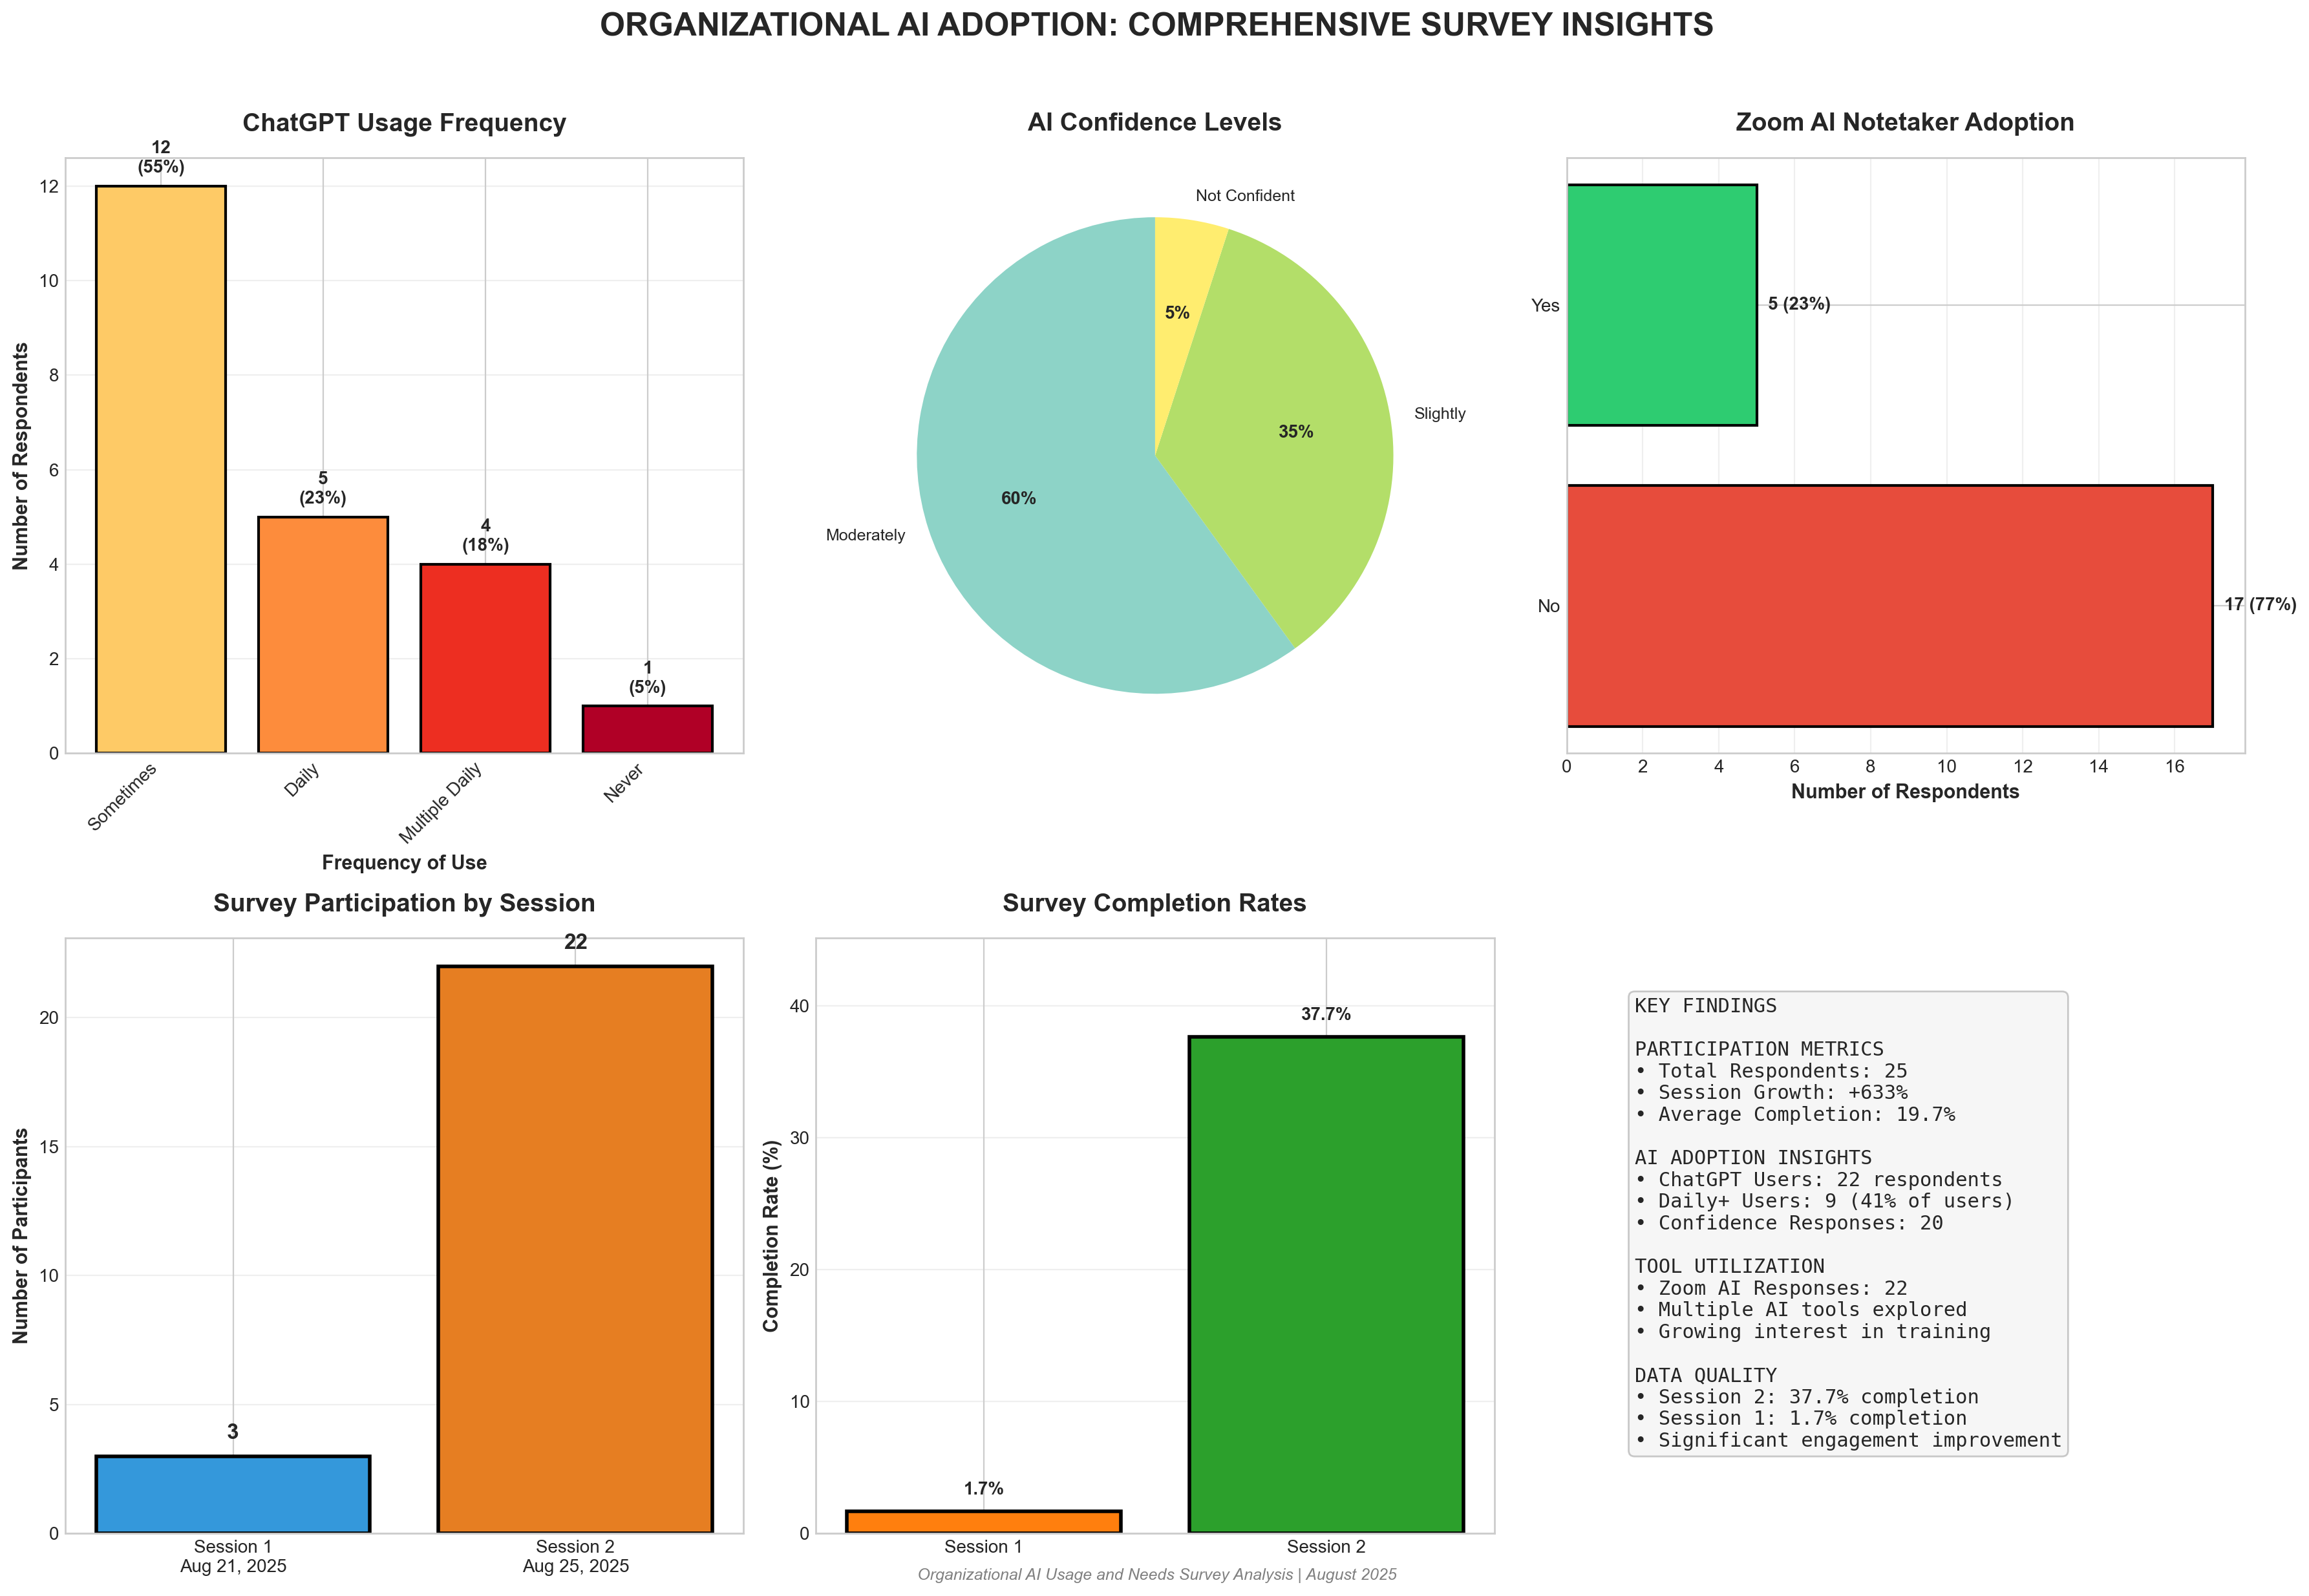 ORGANIZATIONAL AI ADOPTION: COMPREHENSIVE SURVEY INSIGHTS
ChatGPT Usage Frequency
12
(55%)
5
(23%)
4
(18%)
1
(5%)
12
10
8
6
4
2
0
Number of Respondents
Sometimes
Daily
Multiple Daily
Never
Frequency of Use
AI Confidence Levels
Not Confident
5%
Slightly
35%
60%
Moderately
Zoom AI Notetaker Adoption
Yes
5 (23%)
No
17 (77%)
0 2 4 6 8 10 12 14 16
Number of Respondents
Survey Participation by Session
22
3
20
15
10
5
0
Number of Participants
Session 1
Aug 21, 2025
Session 2
Aug 25, 2025
Survey Completion Rates
37.7%
1.7%
40
30
20
10
0
Completion Rate (%)
Session 1
Session 2
KEY FINDINGS
PARTICIPATION METRICS
• Total Respondents: 25
• Session Growth: +633%
• Average Completion: 19.7%
AI ADOPTION INSIGHTS
• ChatGPT Users: 22 respondents
• Daily+ Users: 9 (41% of users)
• Confidence Responses: 20
TOOL UTILIZATION
• Zoom AI Responses: 22
• Multiple AI tools explored
• Growing interest in training
DATA QUALITY
• Session 2: 37.7% completion
• Session 1: 1.7% completion
• Significant engagement improvement
Organizational AI Usage and Needs Survey Analysis | August 2025